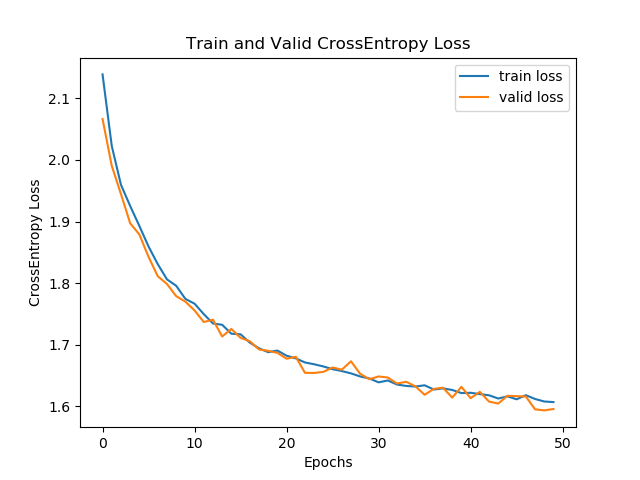 Train and Valid CrossEntropy Loss
train loss
valid loss
CrossEntropy Loss
2.1
2.0
1.9
1.8
1.7
1.6
0 10 20 30 40 50
Epochs